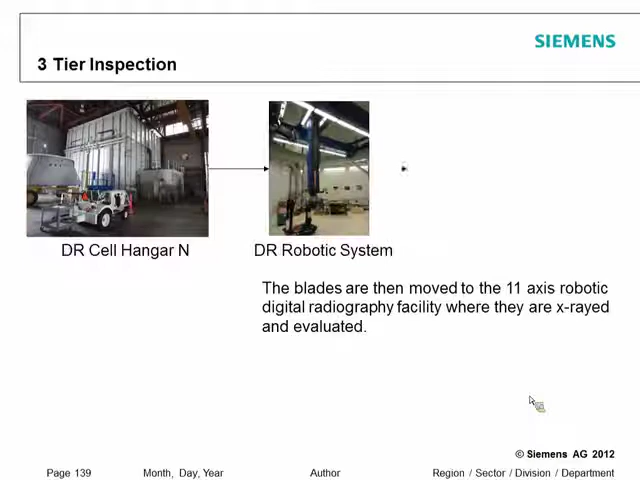 SIEMENS
3 Tier Inspection
DR Cell Hangar N
DR Robotic System
The blades are then moved to the 11 axis robotic
digital radiography facility where they are x-rayed
and evaluated.
© Siemens AG 2012
Page 139 Month, Day, Year Author Region / Sector / Division / Department